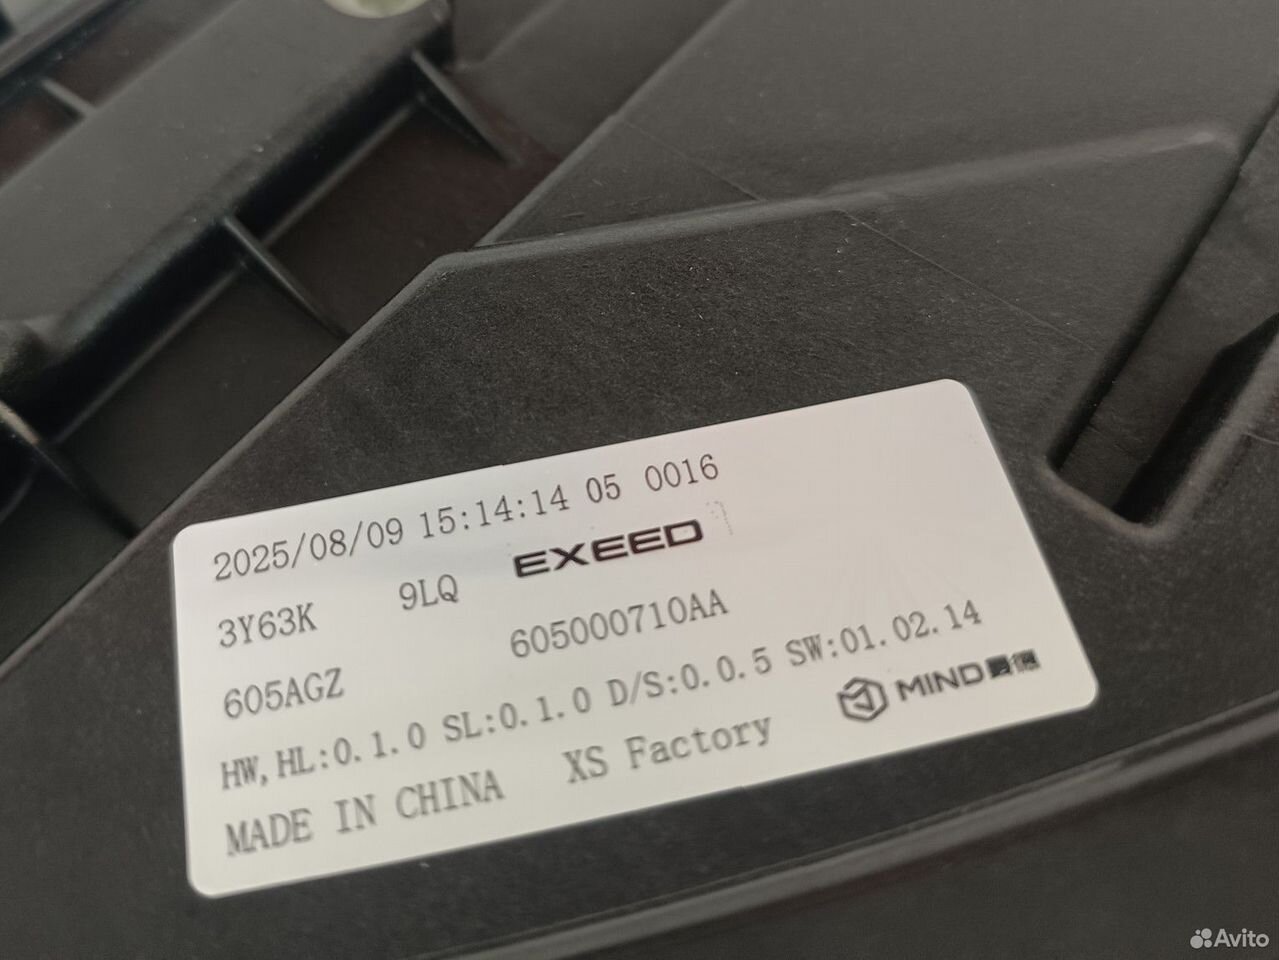 2025/08/09 15:14:14 05 0016
3Y63K 9LQ EXEED
605AGZ 605000710AA
HW,HL:0.1.0 SL:0.1.0 D/S:0.0.5 SW:01.02.14
MADE IN CHINA XS Factory MIND
Avito